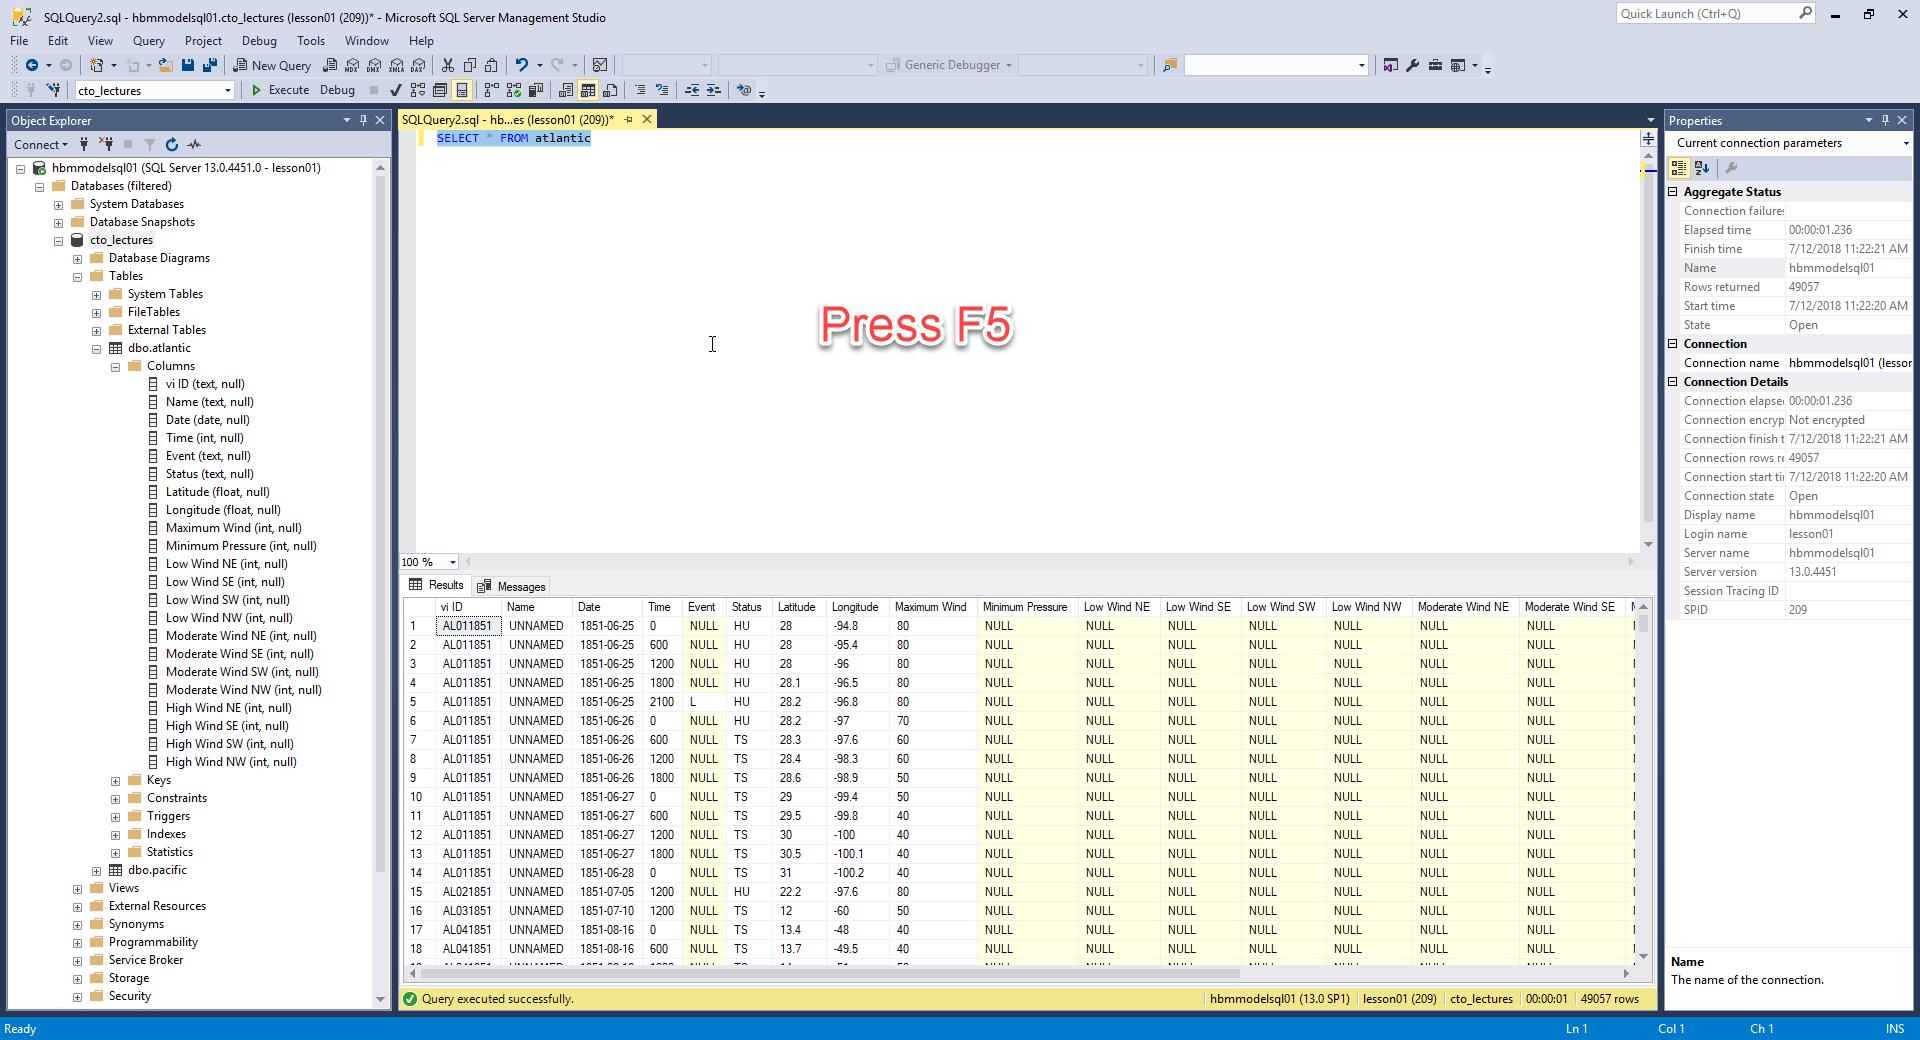 SQLQuery2.sql - hbmmodelsql01.cto_lectures (lesson01 (209))* - Microsoft SQL Server Management Studio
Quick Launch (Ctrl+Q)
File Edit View Query Project Debug Tools Window Help
New Query
MDX DMX XMLA DAX
Generic Debugger
cto_lectures
Execute Debug
Object Explorer
Connect
hbmmodelsql01 (SQL Server 13.0.4451.0 - lesson01)
Databases (filtered)
System Databases
Database Snapshots
cto_lectures
Database Diagrams
Tables
System Tables
FileTables
External Tables
dbo.atlantic
Columns
vi ID (text, null)
Name (text, null)
Date (date, null)
Time (int, null)
Event (text, null)
Status (text, null)
Latitude (float, null)
Longitude (float, null)
Maximum Wind (int, null)
Minimum Pressure (int, null)
Low Wind NE (int, null)
Low Wind SE (int, null)
Low Wind SW (int, null)
Low Wind NW (int, null)
Moderate Wind NE (int, null)
Moderate Wind SE (int, null)
Moderate Wind SW (int, null)
Moderate Wind NW (int, null)
High Wind NE (int, null)
High Wind SE (int, null)
High Wind SW (int, null)
High Wind NW (int, null)
Keys
Constraints
Triggers
Indexes
Statistics
dbo.pacific
Views
External Resources
Synonyms
Programmability
Service Broker
Storage
Security
SQLQuery2.sql - hb...es (lesson01 (209))*
SELECT * FROM atlantic
Press F5
100 %
Results Messages
vi ID Name Date Time Event Status Latitude Longitude Maximum Wind Minimum Pressure Low Wind NE Low Wind SE Low Wind SW Low Wind NW Moderate Wind NE Moderate Wind SE
1 AL011851 UNNAMED 1851-06-25 0 NULL HU 28 -94.8 80 NULL NULL NULL NULL NULL NULL NULL
2 AL011851 UNNAMED 1851-06-25 600 NULL HU 28 -95.4 80 NULL NULL NULL NULL NULL NULL NULL
3 AL011851 UNNAMED 1851-06-25 1200 NULL HU 28 -96 80 NULL NULL NULL NULL NULL NULL NULL
4 AL011851 UNNAMED 1851-06-25 1800 NULL HU 28.1 -96.5 80 NULL NULL NULL NULL NULL NULL NULL
5 AL011851 UNNAMED 1851-06-25 2100 L HU 28.2 -96.8 80 NULL NULL NULL NULL NULL NULL NULL
6 AL011851 UNNAMED 1851-06-26 0 NULL HU 28.2 -97 70 NULL NULL NULL NULL NULL NULL NULL
7 AL011851 UNNAMED 1851-06-26 600 NULL TS 28.3 -97.6 60 NULL NULL NULL NULL NULL NULL NULL
8 AL011851 UNNAMED 1851-06-26 1200 NULL TS 28.4 -98.3 60 NULL NULL NULL NULL NULL NULL NULL
9 AL011851 UNNAMED 1851-06-26 1800 NULL TS 28.6 -98.9 50 NULL NULL NULL NULL NULL NULL NULL
10 AL011851 UNNAMED 1851-06-27 0 NULL TS 29 -99.4 50 NULL NULL NULL NULL NULL NULL NULL
11 AL011851 UNNAMED 1851-06-27 600 NULL TS 29.5 -99.8 40 NULL NULL NULL NULL NULL NULL NULL
12 AL011851 UNNAMED 1851-06-27 1200 NULL TS 30 -100 40 NULL NULL NULL NULL NULL NULL NULL
13 AL011851 UNNAMED 1851-06-27 1800 NULL TS 30.5 -100.1 40 NULL NULL NULL NULL NULL NULL NULL
14 AL011851 UNNAMED 1851-06-28 0 NULL TS 31 -100.2 40 NULL NULL NULL NULL NULL NULL NULL
15 AL021851 UNNAMED 1851-07-05 1200 NULL HU 22.2 -97.6 80 NULL NULL NULL NULL NULL NULL NULL
16 AL031851 UNNAMED 1851-07-10 1200 NULL TS 12 -60 50 NULL NULL NULL NULL NULL NULL NULL
17 AL041851 UNNAMED 1851-08-16 0 NULL TS 13.4 -48 40 NULL NULL NULL NULL NULL NULL NULL
18 AL041851 UNNAMED 1851-08-16 600 NULL TS 13.7 -49.5 40 NULL NULL NULL NULL NULL NULL NULL
Query executed successfully.
hbmmodelsql01 (13.0 SP1) lesson01 (209) cto_lectures 00:00:01 49057 rows
Properties
Current connection parameters
Aggregate Status
Connection failures
Elapsed time 00:00:01.236
Finish time 7/12/2018 11:22:21 AM
Name hbmmodelsql01
Rows returned 49057
Start time 7/12/2018 11:22:20 AM
State Open
Connection
Connection name hbmmodelsql01 (lesson
Connection Details
Connection elapse 00:00:01.236
Connection encryp Not encrypted
Connection finish t 7/12/2018 11:22:21 AM
Connection rows re 49057
Connection start ti 7/12/2018 11:22:20 AM
Connection state Open
Display name hbmmodelsql01
Login name lesson01
Server name hbmmodelsql01
Server version 13.0.4451
Session Tracing ID
SPID 209
Name
The name of the connection.
Ready
Ln 1 Col 1 Ch 1 INS